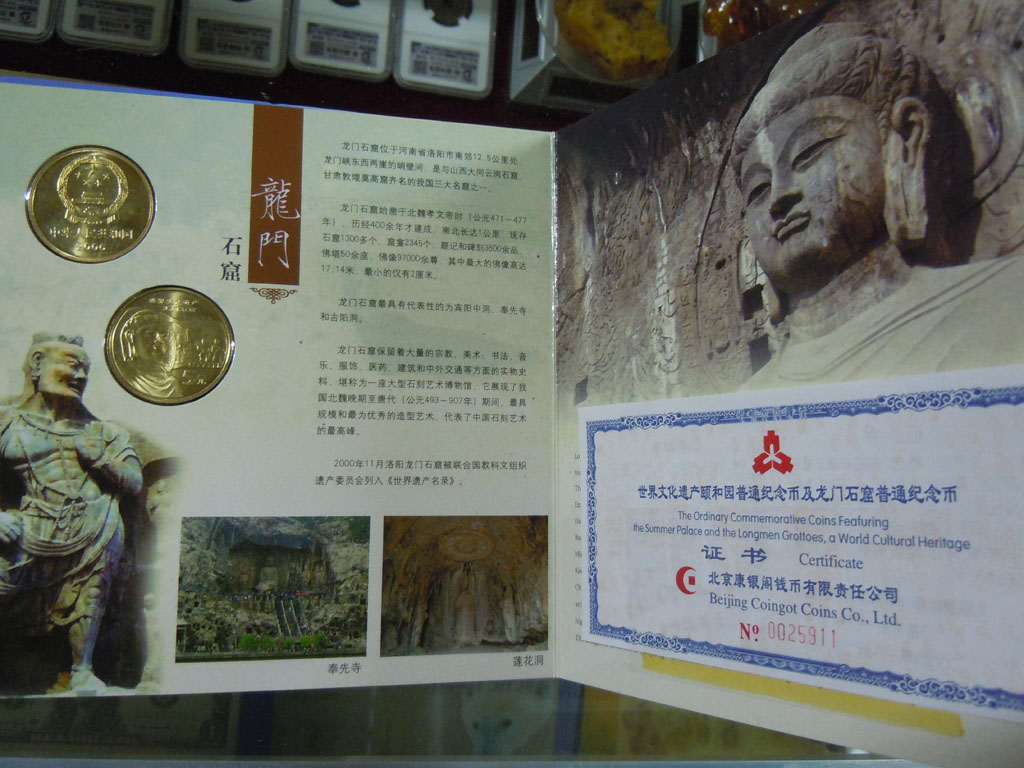 中华人民共和国
2006
5元
龍門
石窟
龙门石窟位于河南省洛阳市南郊12.5公里处,
龙门峡东西两崖的峭壁间。是与山西大同云岗石窟,
甘肃敦煌莫高窟齐名的我国三大名窟之一。
龙门石窟始凿于北魏孝文帝时(公元471—477
年)、历经400余年才建成。南北长达1公里,现存
石窟1300多个,窟龛2345个,题记和碑刻3600余品,
佛塔50余座,佛像97000余尊。其中最大的佛像高达
17.14米,最小的仅有2厘米。
龙门石窟最具有代表性的为宾阳中洞、奉先寺
和古阳洞。
龙门石窟保留着大量的宗教、美术、书法、音
乐、服饰、医药、建筑和中外交通等方面的实物史
料,堪称为一座大型石刻艺术博物馆,它展现了我
国北魏晚期至唐代(公元493—907年)期间,最具
规模和最为优秀的造型艺术,代表了中国石刻艺术
的最高峰。
2000年11月洛阳龙门石窟被联合国教科文组织
遗产委员会列入《世界遗产名录》。
奉先寺
莲花洞
世界文化遗产颐和园普通纪念币及龙门石窟普通纪念币
The Ordinary Commemorative Coins Featuring
the Summer Palace and the Longmen Grottoes, a World Cultural Heritage
证书 Certificate
北京康银阁钱币有限责任公司
Beijing Coingot Coins Co., Ltd.
№ 0025911